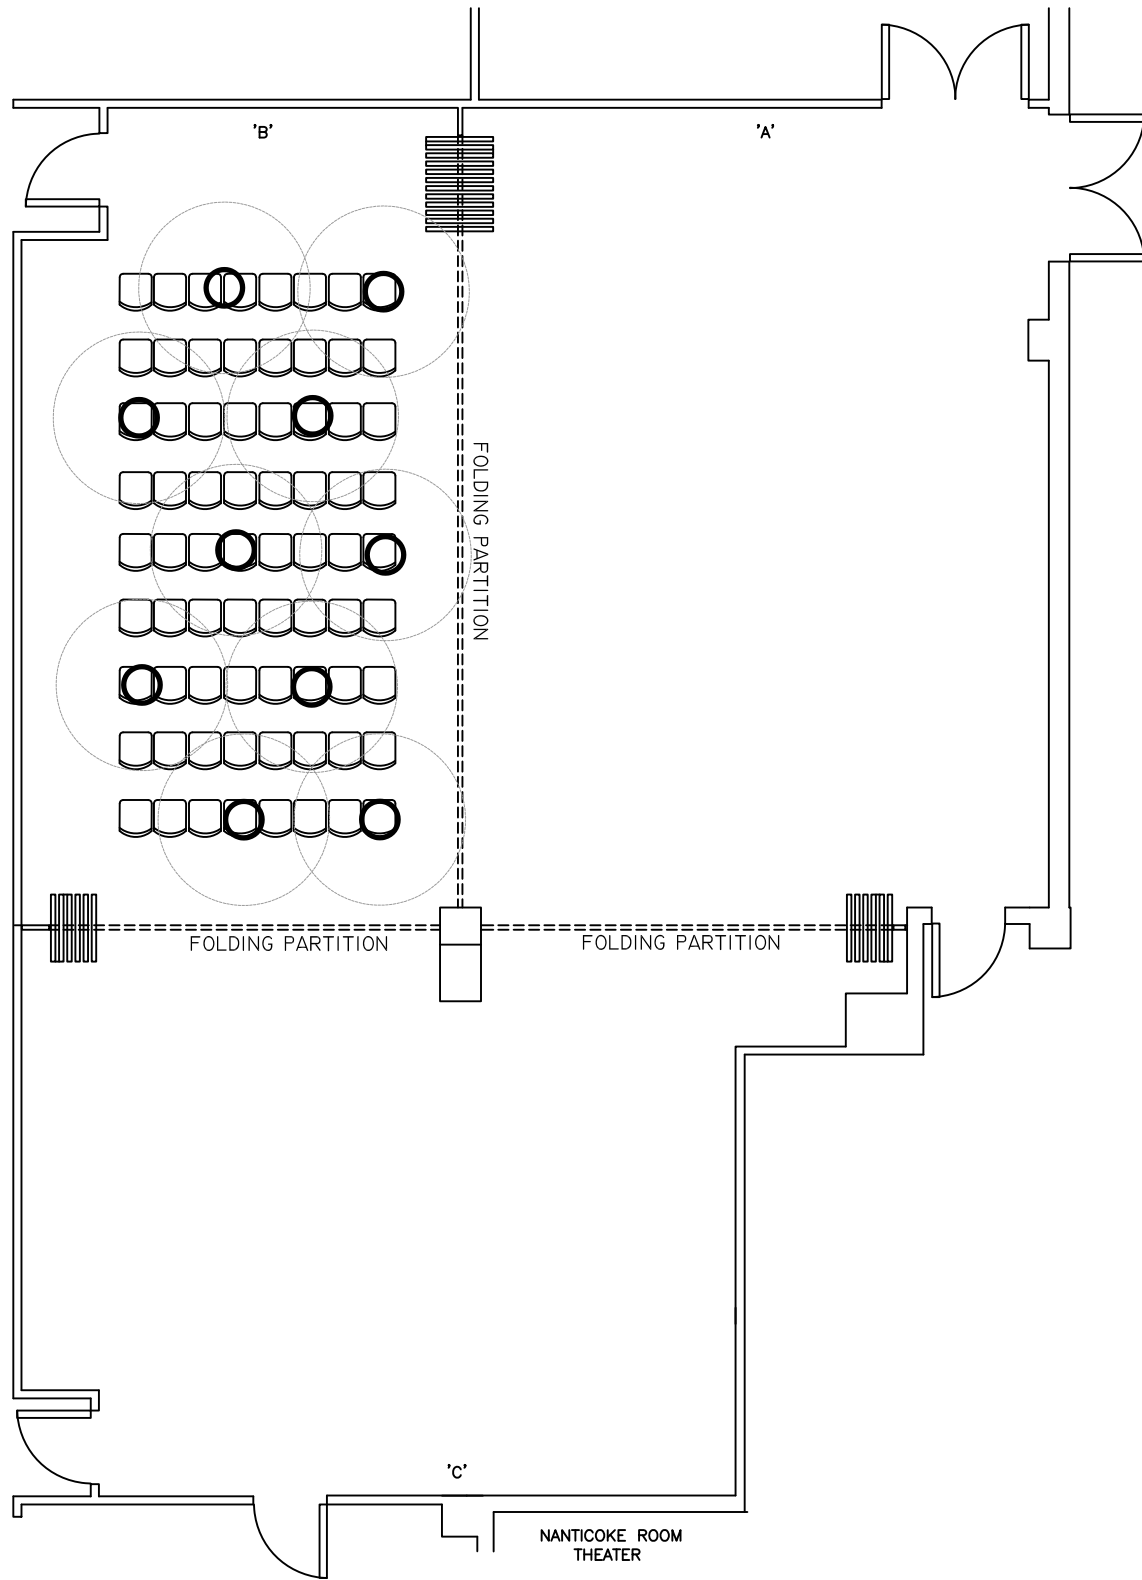 'B'
'A'
FOLDING PARTITION
FOLDING PARTITION
FOLDING PARTITION
'C'
NANTICOKE ROOM
THEATER